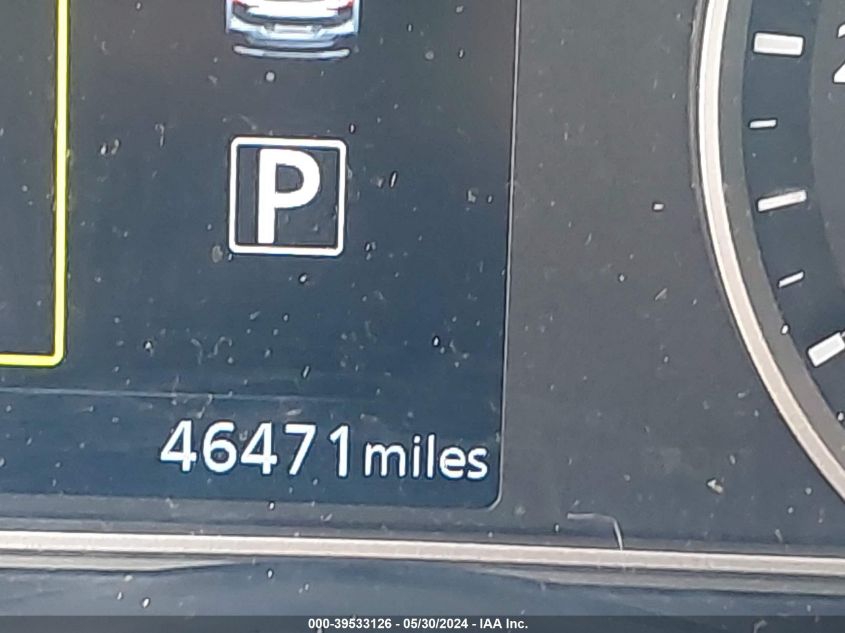 P
46471 miles
000-39533126 - 05/30/2024 - IAA Inc.